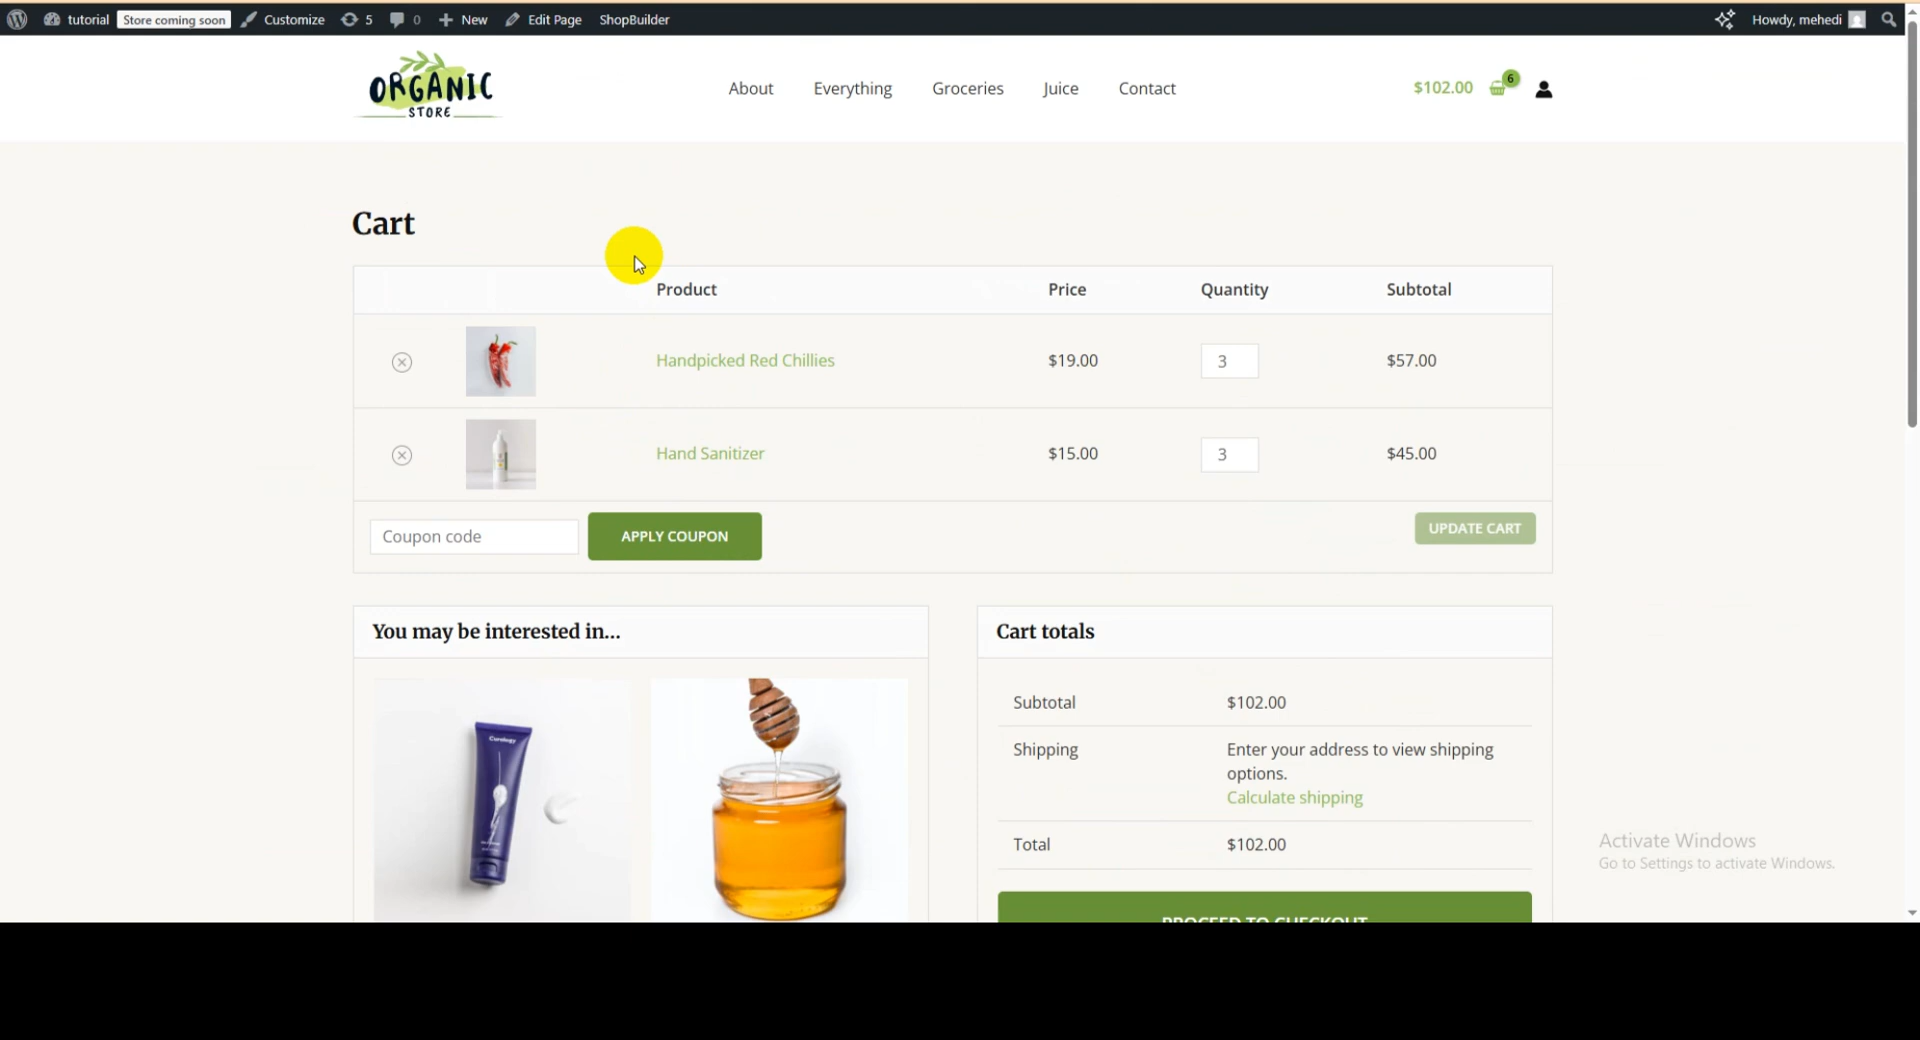 tutorial Store coming soon Customize 5 0 New Edit Page ShopBuilder Howdy, mehedi
ORGANIC
STORE
About Everything Groceries Juice Contact $102.00 6
Cart
Product Price Quantity Subtotal
Handpicked Red Chillies $19.00 3 $57.00
Hand Sanitizer $15.00 3 $45.00
Coupon code APPLY COUPON UPDATE CART
You may be interested in...
Curology
Cart totals
Subtotal $102.00
Shipping Enter your address to view shipping
options.
Calculate shipping
Total $102.00
PROCEED TO CHECKOUT
Activate Windows
Go to Settings to activate Windows.